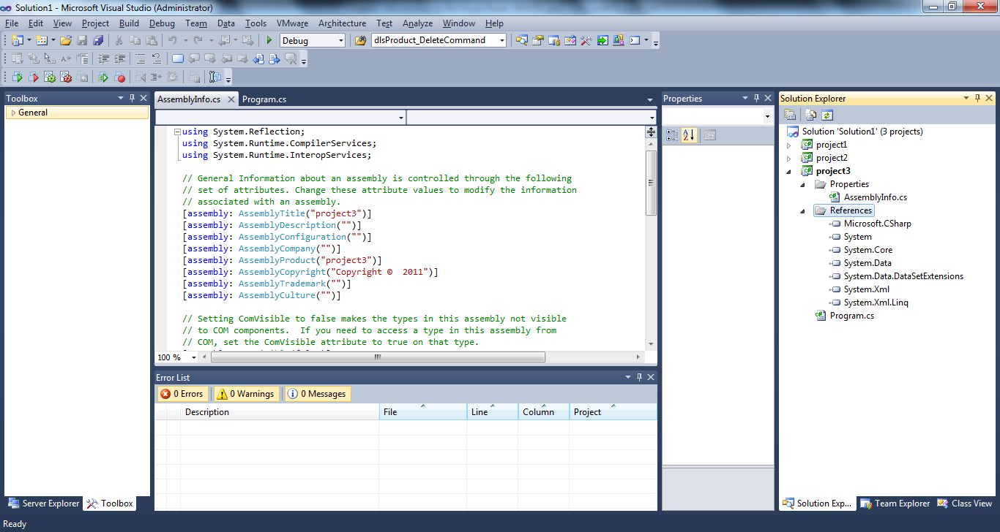 Solution1 - Microsoft Visual Studio (Administrator)
File Edit View Project Build Debug Team Data Tools VMware Architecture Test Analyze Window Help
Debug
dlsProduct_DeleteCommand
Toolbox
General
Server Explorer
Toolbox
AssemblyInfo.cs
Program.cs
using System.Reflection;
using System.Runtime.CompilerServices;
using System.Runtime.InteropServices;
// General Information about an assembly is controlled through the following
// set of attributes. Change these attribute values to modify the information
// associated with an assembly.
[assembly: AssemblyTitle("project3")]
[assembly: AssemblyDescription("")]
[assembly: AssemblyConfiguration("")]
[assembly: AssemblyCompany("")]
[assembly: AssemblyProduct("project3")]
[assembly: AssemblyCopyright("Copyright ©  2011")]
[assembly: AssemblyTrademark("")]
[assembly: AssemblyCulture("")]
// Setting ComVisible to false makes the types in this assembly not visible
// to COM components.  If you need to access a type in this assembly from
// COM, set the ComVisible attribute to true on that type.
100 %
Error List
0 Errors
0 Warnings
0 Messages
Description File Line Column Project
Properties
Solution Explorer
Solution 'Solution1' (3 projects)
project1
project2
project3
Properties
AssemblyInfo.cs
References
Microsoft.CSharp
System
System.Core
System.Data
System.Data.DataSetExtensions
System.Xml
System.Xml.Linq
Program.cs
Solution Exp...
Team Explorer
Class View
Ready